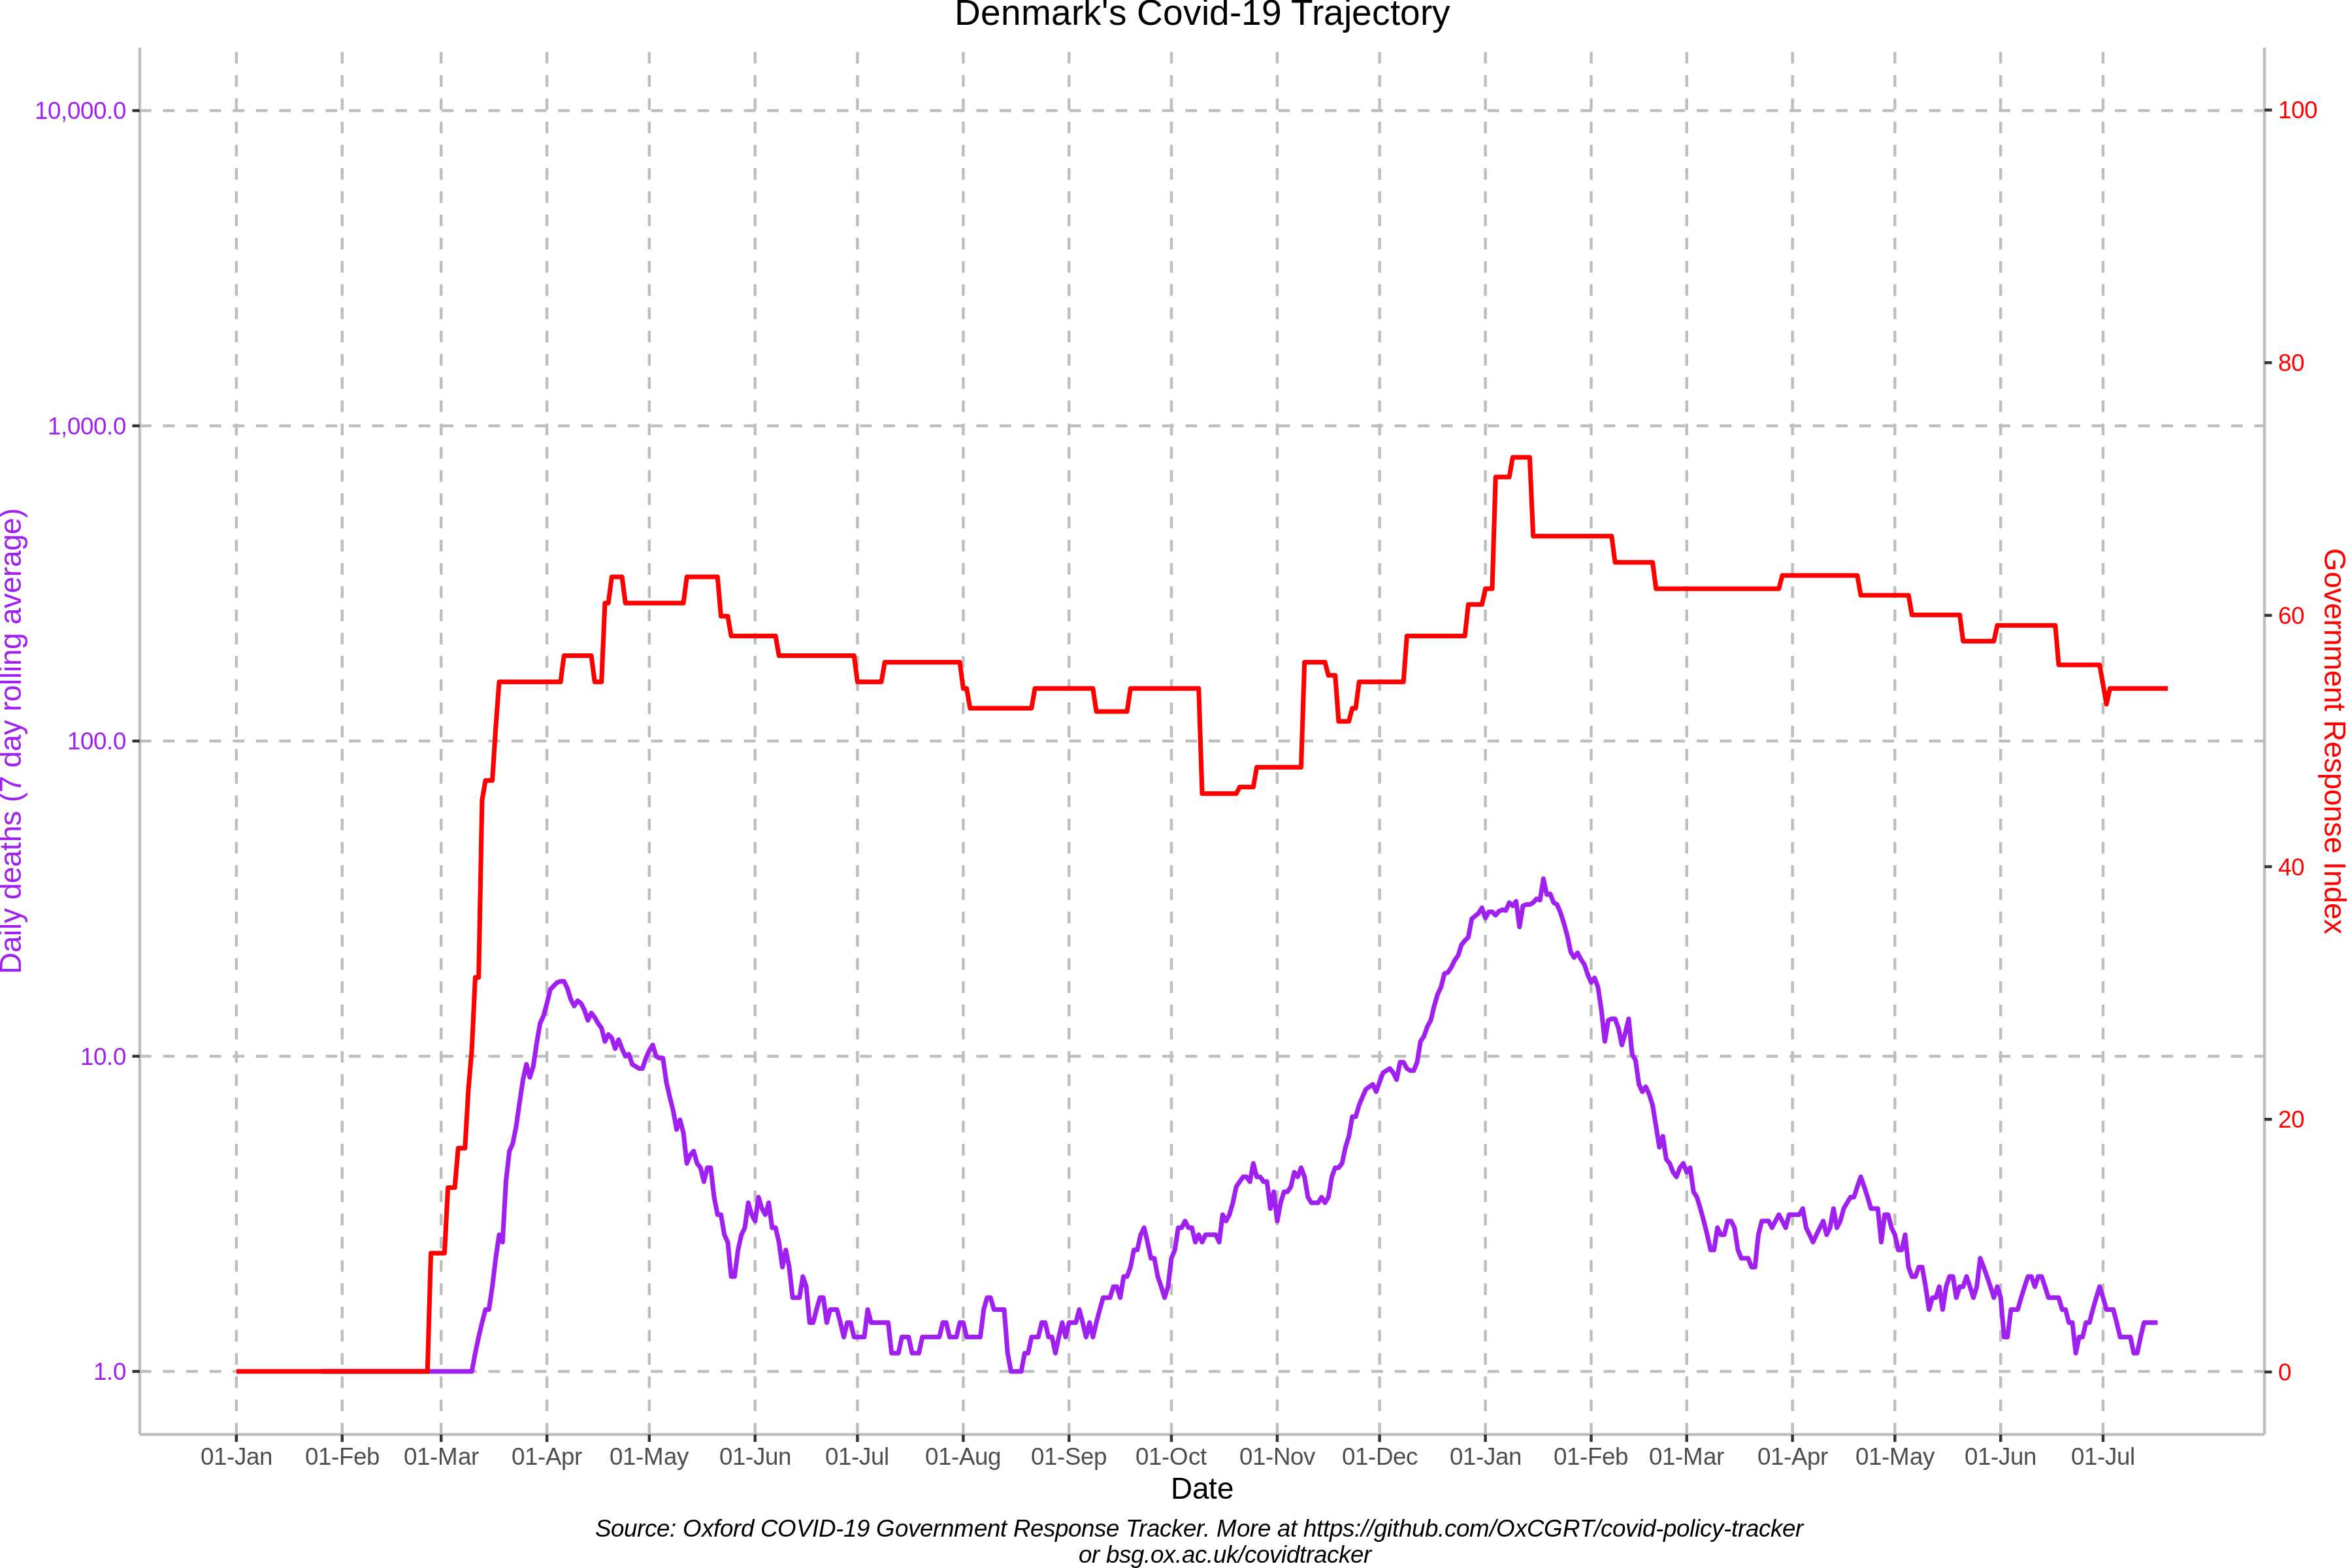 Denmark's Covid-19 Trajectory
10,000.0
1,000.0
100.0
10.0
1.0
Daily deaths (7 day rolling average)
100
80
60
40
20
0
Government Response Index
01-Jan 01-Feb 01-Mar 01-Apr 01-May 01-Jun 01-Jul 01-Aug 01-Sep 01-Oct 01-Nov 01-Dec 01-Jan 01-Feb 01-Mar 01-Apr 01-May 01-Jun 01-Jul
Date
Source: Oxford COVID-19 Government Response Tracker. More at https://github.com/OxCGRT/covid-policy-tracker
or bsg.ox.ac.uk/covidtracker